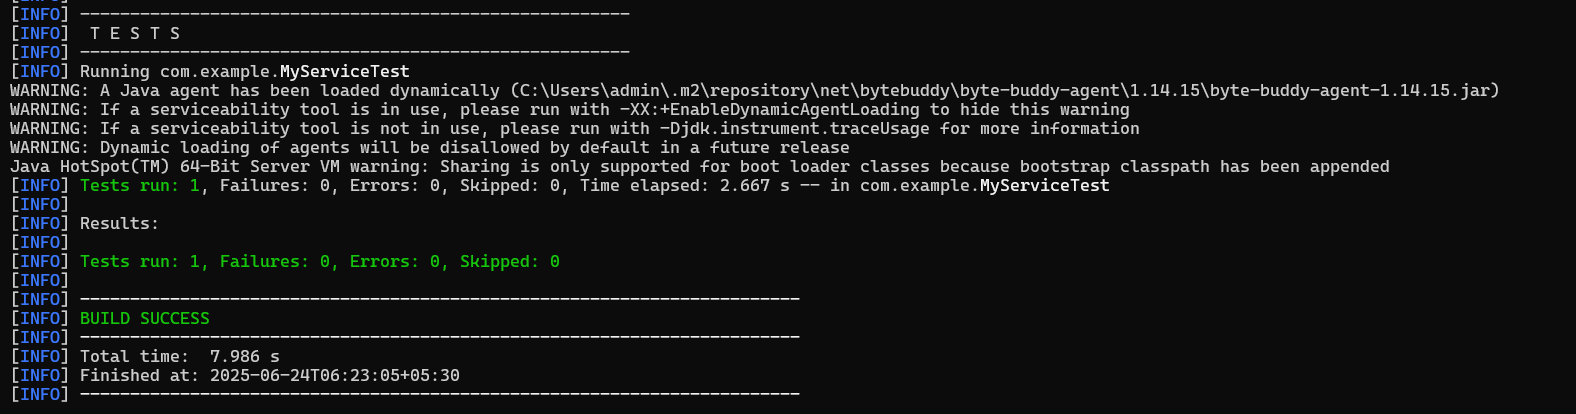 [INFO]
[INFO] -------------------------------------------------------
[INFO]  T E S T S
[INFO] -------------------------------------------------------
[INFO] Running com.example.MyServiceTest
WARNING: A Java agent has been loaded dynamically (C:\Users\admin\.m2\repository\net\bytebuddy\byte-buddy-agent\1.14.15\byte-buddy-agent-1.14.15.jar)
WARNING: If a serviceability tool is in use, please run with -XX:+EnableDynamicAgentLoading to hide this warning
WARNING: If a serviceability tool is not in use, please run with -Djdk.instrument.traceUsage for more information
WARNING: Dynamic loading of agents will be disallowed by default in a future release
Java HotSpot(TM) 64-Bit Server VM warning: Sharing is only supported for boot loader classes because bootstrap classpath has been appended
[INFO] Tests run: 1, Failures: 0, Errors: 0, Skipped: 0, Time elapsed: 2.667 s -- in com.example.MyServiceTest
[INFO]
[INFO] Results:
[INFO]
[INFO] Tests run: 1, Failures: 0, Errors: 0, Skipped: 0
[INFO]
[INFO] ------------------------------------------------------------------------
[INFO] BUILD SUCCESS
[INFO] ------------------------------------------------------------------------
[INFO] Total time:  7.986 s
[INFO] Finished at: 2025-06-24T06:23:05+05:30
[INFO] ------------------------------------------------------------------------